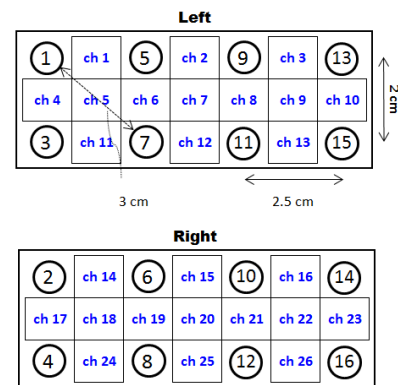 Left
1 ch 1 5 ch 2 9 ch 3 13
ch 4 ch 5 ch 6 ch 7 ch 8 ch 9 ch 10
3 ch 11 7 ch 12 11 ch 13 15
2 cm
3 cm 2.5 cm
Right
2 ch 14 6 ch 15 10 ch 16 14
ch 17 ch 18 ch 19 ch 20 ch 21 ch 22 ch 23
4 ch 24 8 ch 25 12 ch 26 16